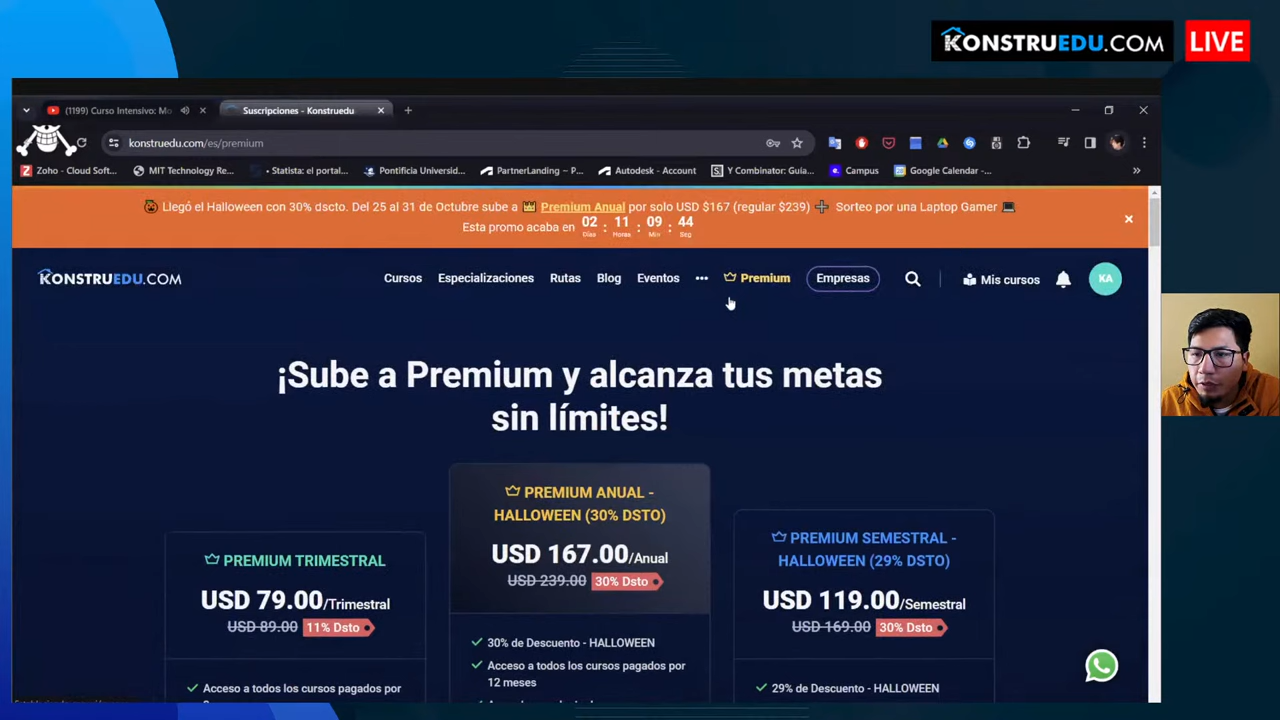 KONSTRUEDU.COM
LIVE
(1199) Curso Intensivo: Mo
Suscripciones - Konstruedu
konstruedu.com/es/premium
Zoho - Cloud Soft...
MIT Technology Re...
• Statista: el portal...
Pontificia Universid...
PartnerLanding – P...
Autodesk - Account
Y Combinator: Guía...
Campus
Google Calendar -...
»
Llegó el Halloween con 30% dscto. Del 25 al 31 de Octubre sube a Premium Anual por solo USD $167 (regular $239) Sorteo por una Laptop Gamer
Esta promo acaba en 02 : 11 : 09 : 44
Días Horas Min Seg
KONSTRUEDU.COM
Cursos
Especializaciones
Rutas
Blog
Eventos
Premium
Empresas
Mis cursos
KA
¡Sube a Premium y alcanza tus metas
sin límites!
PREMIUM TRIMESTRAL
USD 79.00/Trimestral
USD 89.00 11% Dsto
Acceso a todos los cursos pagados por
PREMIUM ANUAL -
HALLOWEEN (30% DSTO)
USD 167.00/Anual
USD 239.00 30% Dsto
30% de Descuento - HALLOWEEN
Acceso a todos los cursos pagados por
12 meses
PREMIUM SEMESTRAL -
HALLOWEEN (29% DSTO)
USD 119.00/Semestral
USD 169.00 30% Dsto
29% de Descuento - HALLOWEEN